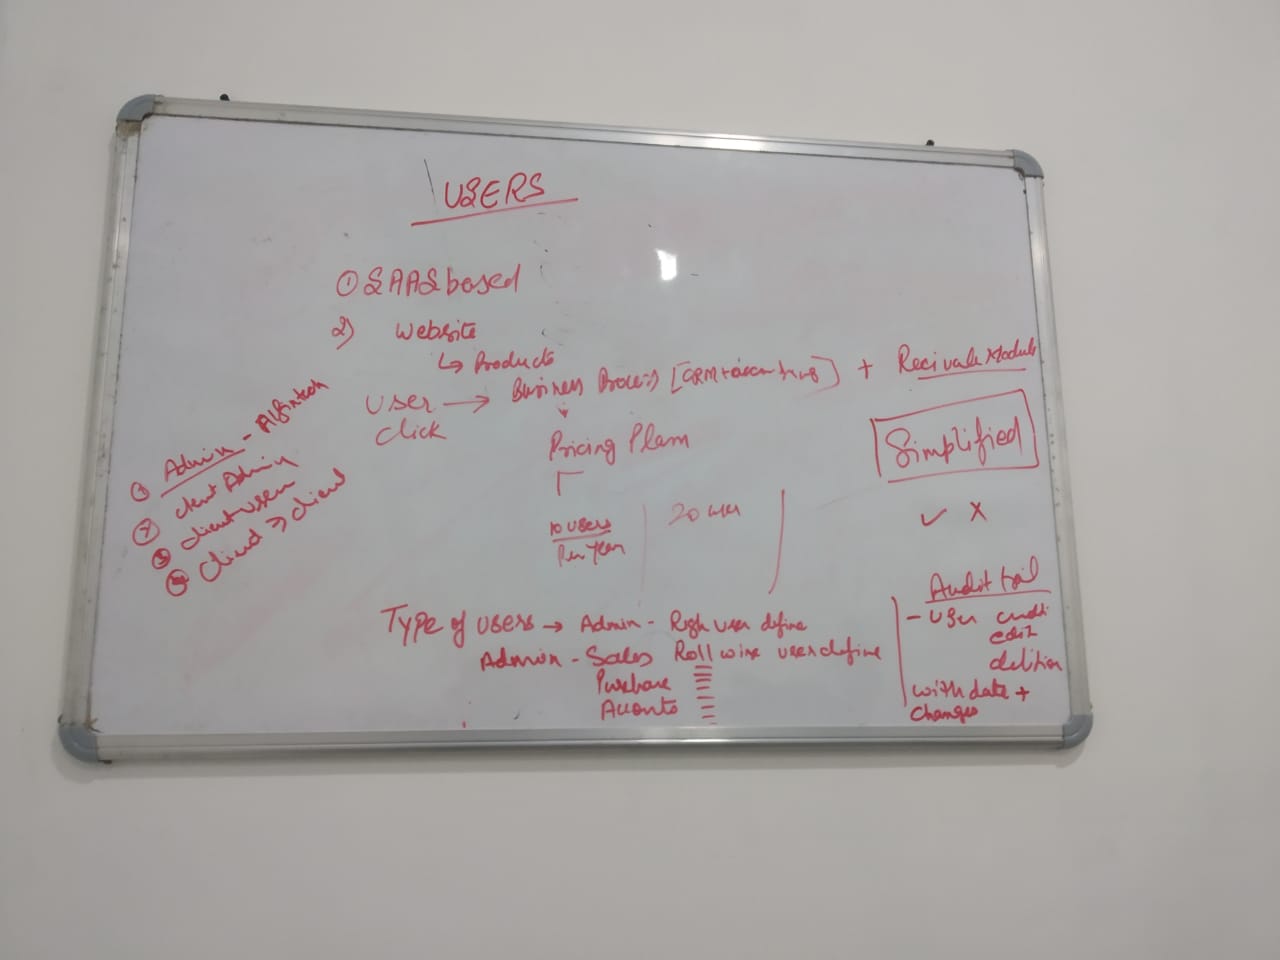 USERS
① SAAS based
2) Website
↳ Products
User click → Business Process [CRM + Accounting] + Recivale Module
Pricing Plan
Simplified
✓ X
10 users
Per year
20 user
① Admin - Alfintech
② client Admin
③ client user
④ Client → client
Type of users → Admin - Righ user define
Admin - Sales Roll wise user define
Purchase
Accounts
Audit trail
- User
edit
delition
with date +
changes